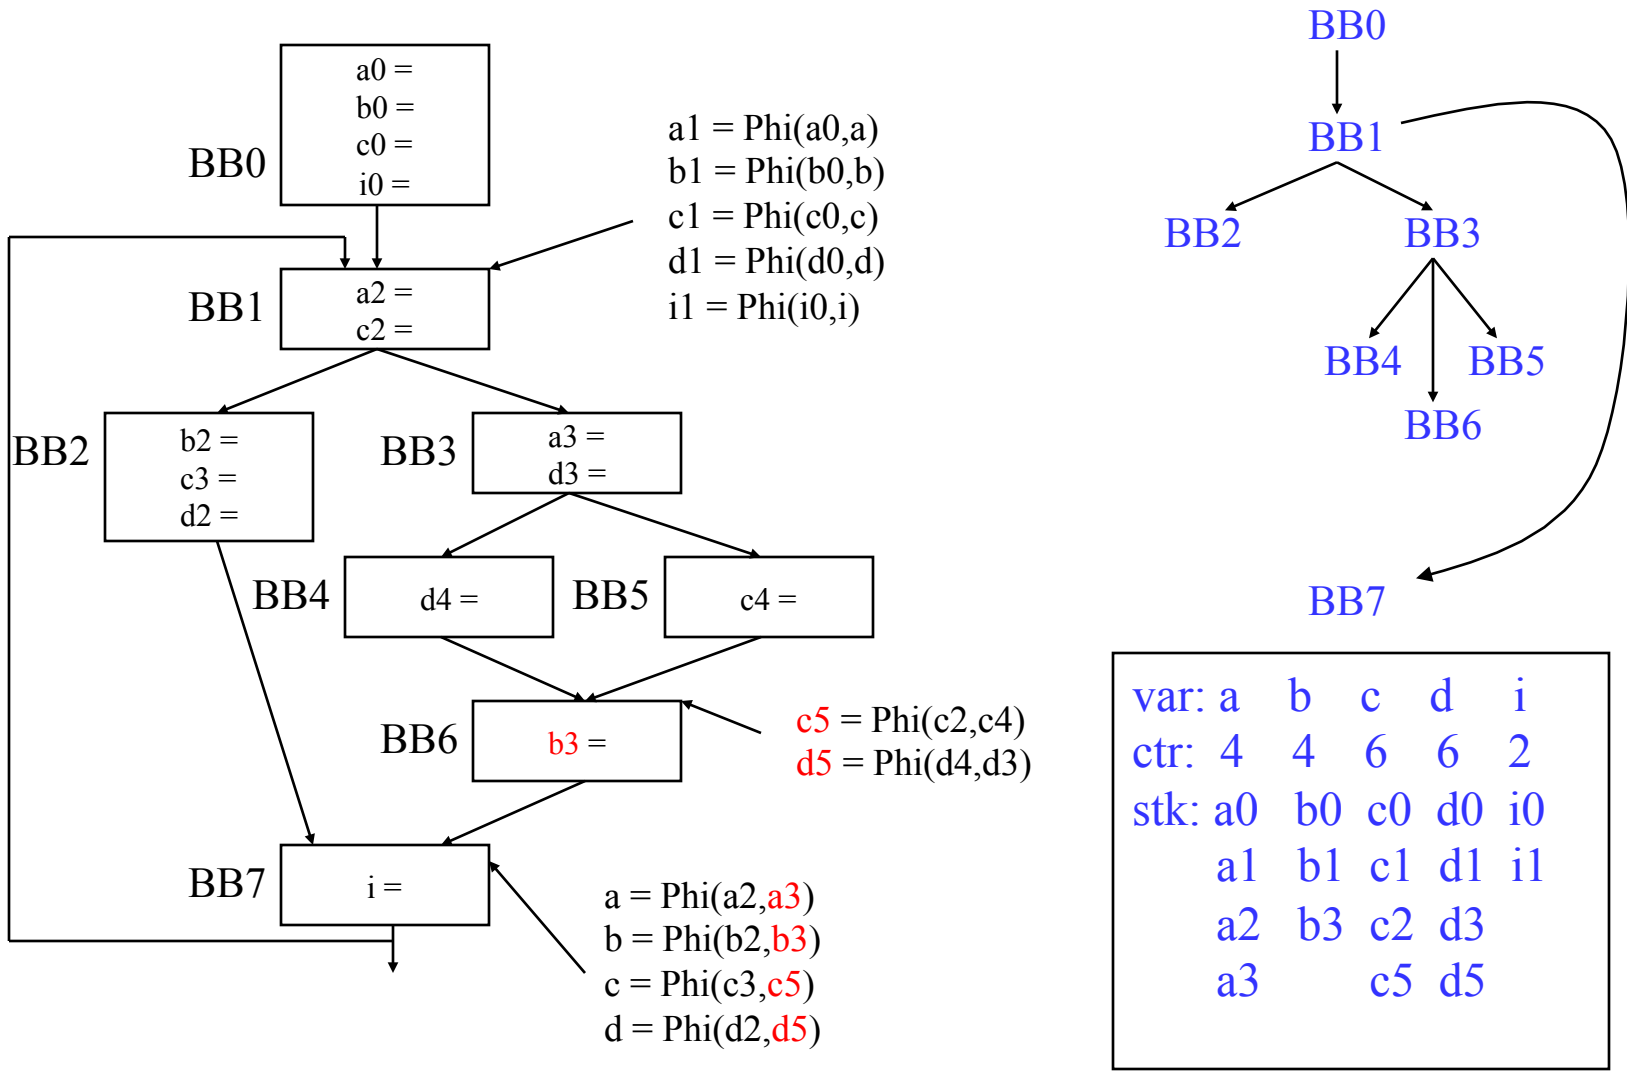 a0 =
b0 =
c0 =
i0 =
BB0
a1 = Phi(a0,a)
b1 = Phi(b0,b)
c1 = Phi(c0,c)
d1 = Phi(d0,d)
i1 = Phi(i0,i)
BB1
a2 =
c2 =
BB2
b2 =
c3 =
d2 =
BB3
a3 =
d3 =
BB4
d4 =
BB5
c4 =
BB6
b3 =
c5 = Phi(c2,c4)
d5 = Phi(d4,d3)
BB7
i =
a = Phi(a2,a3)
b = Phi(b2,b3)
c = Phi(c3,c5)
d = Phi(d2,d5)
BB0
BB1
BB2 BB3
BB4 BB5
BB6
BB7
var: a b c d i
ctr: 4 4 6 6 2
stk: a0 b0 c0 d0 i0
a1 b1 c1 d1 i1
a2 b3 c2 d3
a3 c5 d5